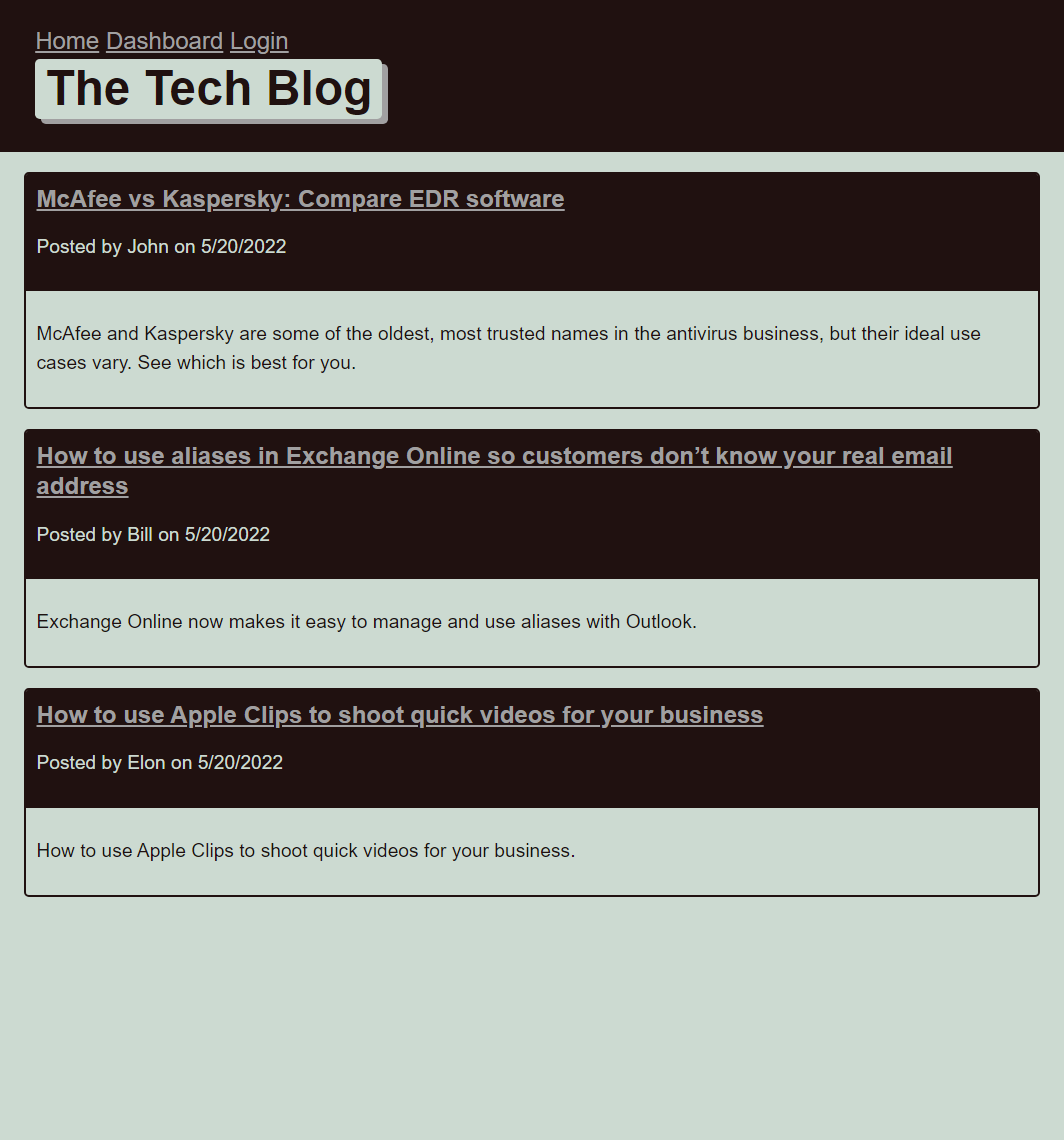 Home Dashboard Login
The Tech Blog
McAfee vs Kaspersky: Compare EDR software
Posted by John on 5/20/2022
McAfee and Kaspersky are some of the oldest, most trusted names in the antivirus business, but their ideal use
cases vary. See which is best for you.
How to use aliases in Exchange Online so customers don’t know your real email
address
Posted by Bill on 5/20/2022
Exchange Online now makes it easy to manage and use aliases with Outlook.
How to use Apple Clips to shoot quick videos for your business
Posted by Elon on 5/20/2022
How to use Apple Clips to shoot quick videos for your business.